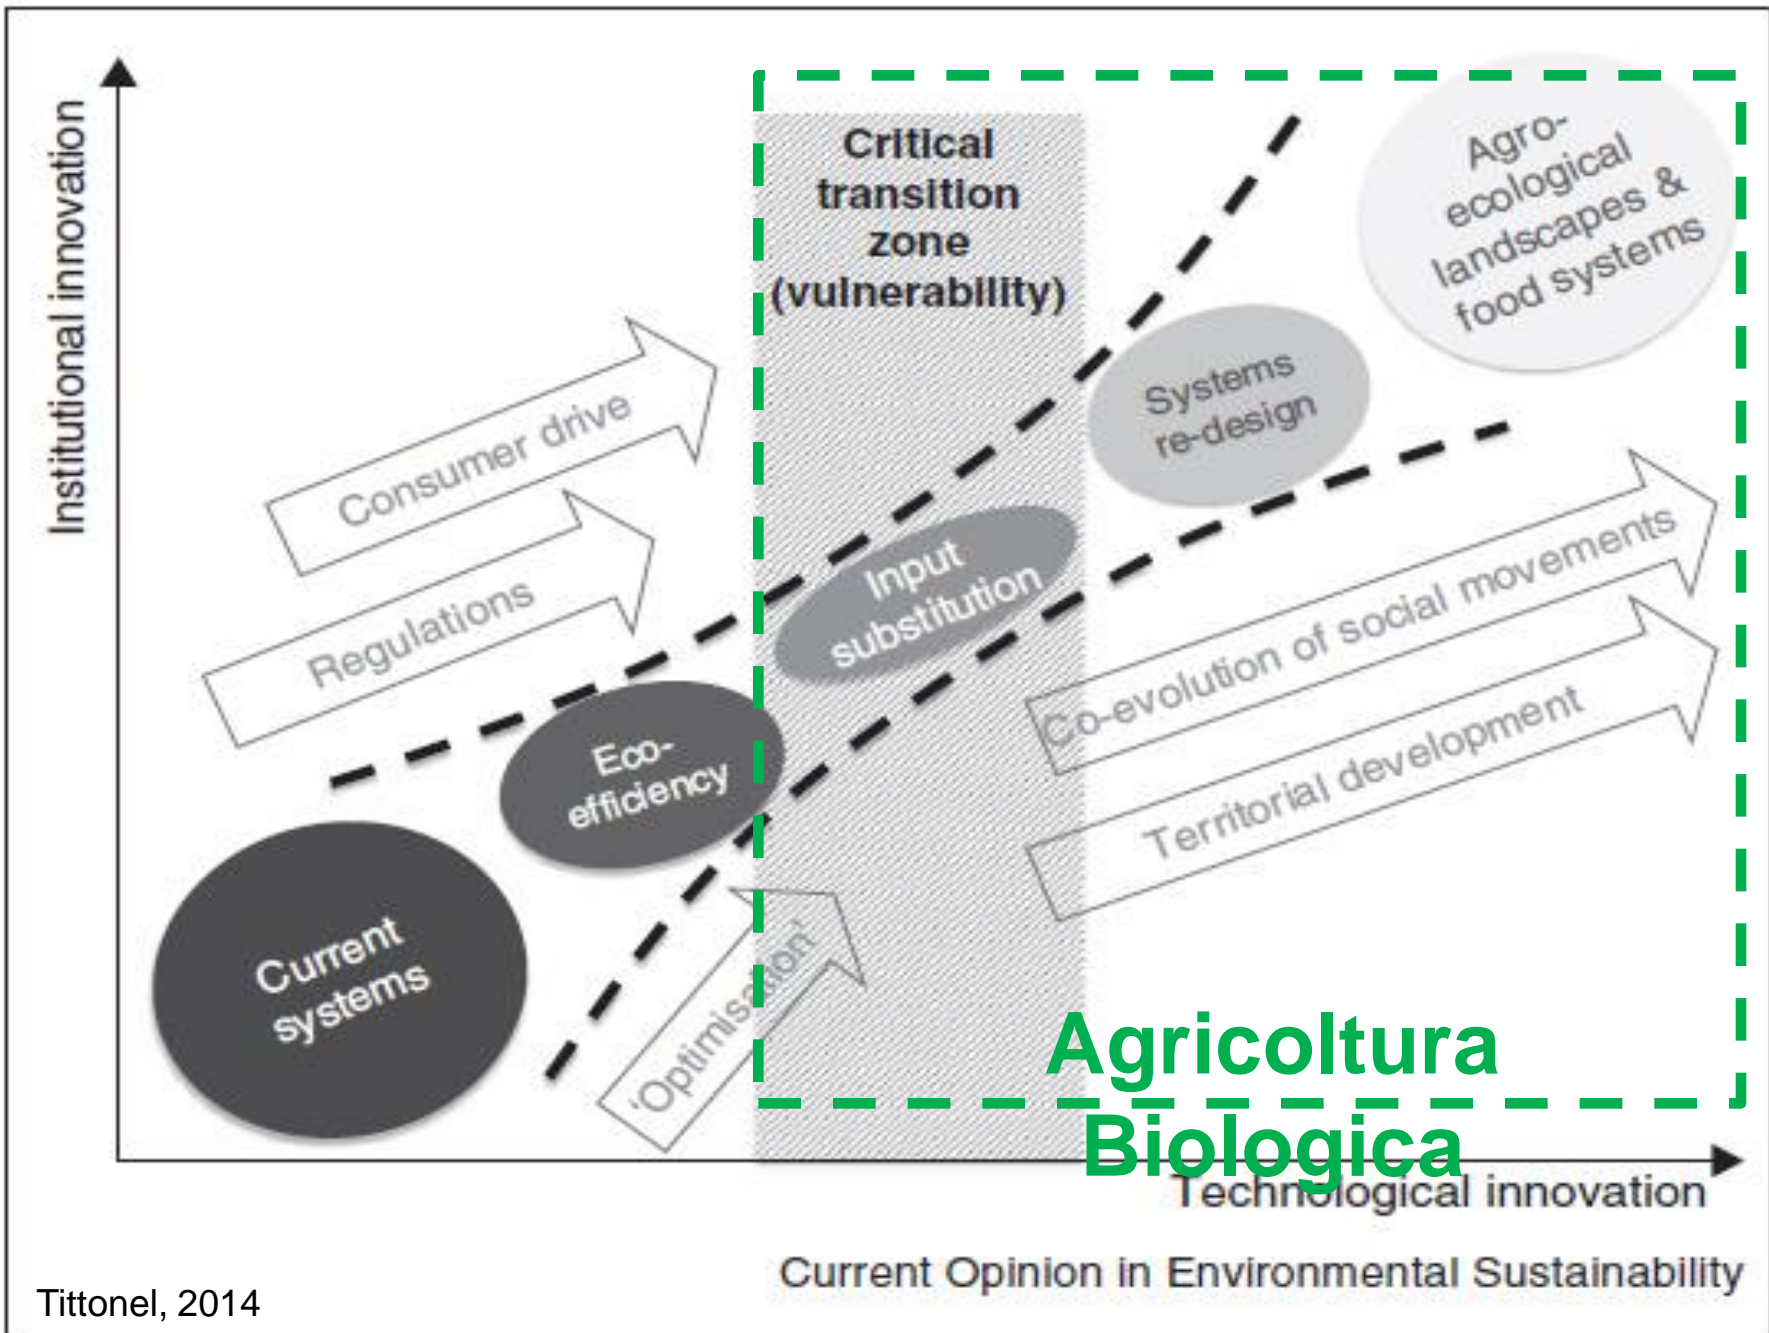 Institutional innovation
Critical
transition
zone
(vulnerability)
Agro-
ecological
landscapes &
food systems
Systems
re-design
Consumer drive
Regulations
Input
substitution
Co-evolution of social movements
Territorial development
Eco-
efficiency
Current
systems
'Optimisation'
Agricoltura
Biologica
Technological innovation
Current Opinion in Environmental Sustainability
Tittonel, 2014